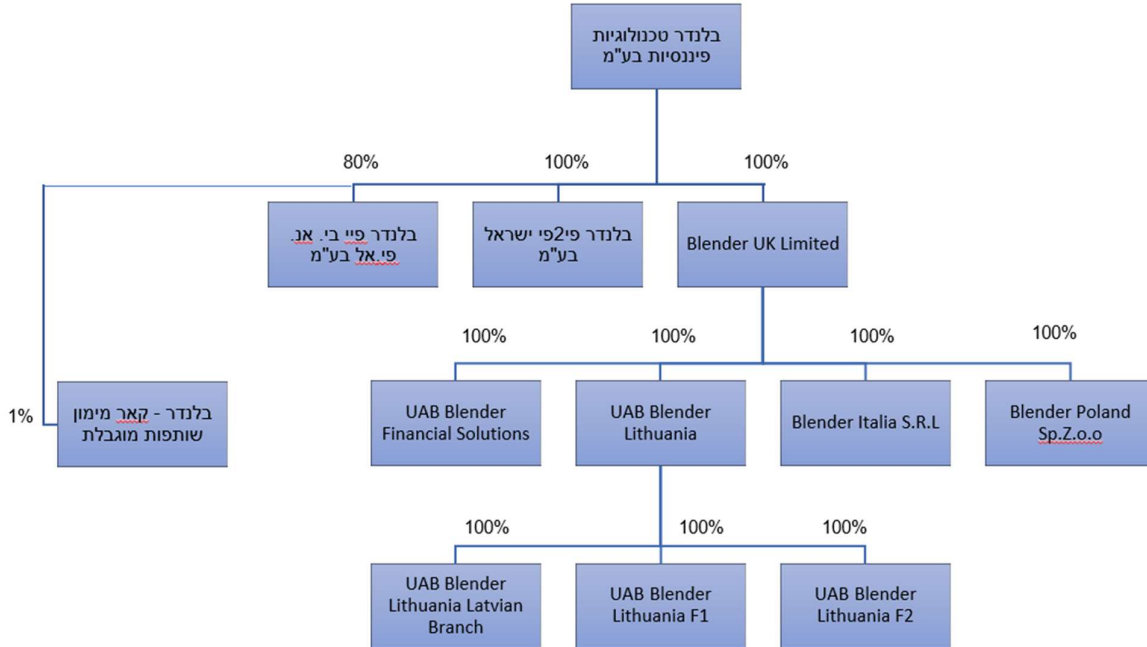 בלנדר טכנולוגיות
פיננסיות בע"מ
80%
100%
100%
בלנדר פיי בי. אנ.
פי.אל בע"מ
בלנדר פי2פי ישראל
בע"מ
Blender UK Limited
100%
100%
100%
100%
1%
בלנדר - קאר מימון
שותפות מוגבלת
UAB Blender
Financial Solutions
UAB Blender
Lithuania
Blender Italia S.R.L
Blender Poland
Sp.Z.o.o
100%
100%
100%
UAB Blender
Lithuania Latvian
Branch
UAB Blender
Lithuania F1
UAB Blender
Lithuania F2